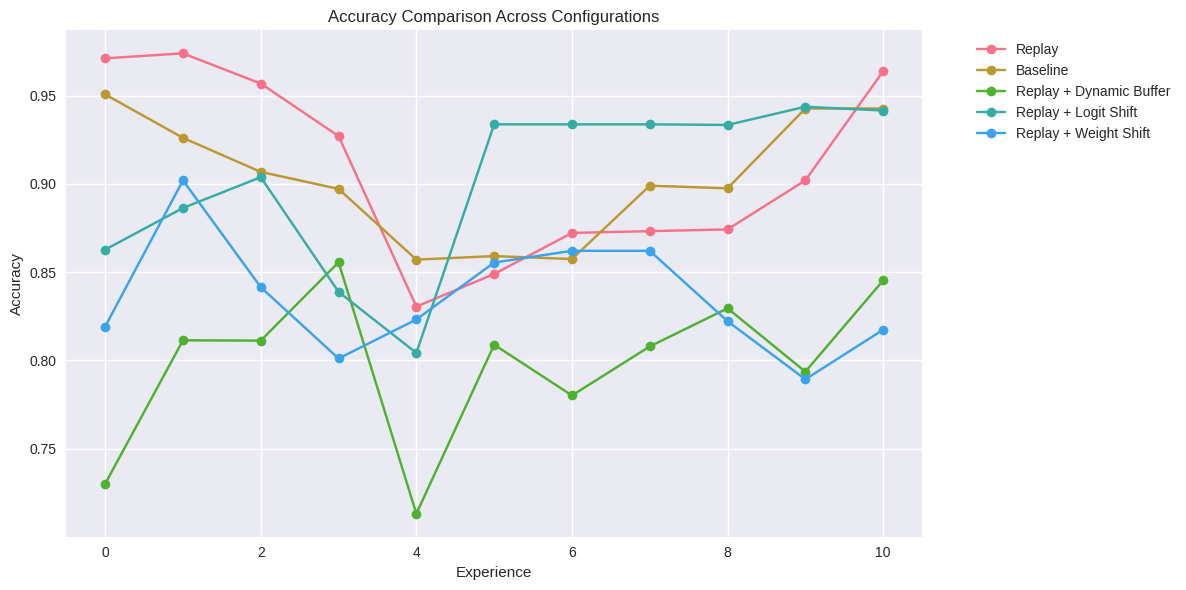 Accuracy Comparison Across Configurations
Replay
Baseline
Replay + Dynamic Buffer
Replay + Logit Shift
Replay + Weight Shift
Accuracy
0.95
0.90
0.85
0.80
0.75
0 2 4 6 8 10
Experience